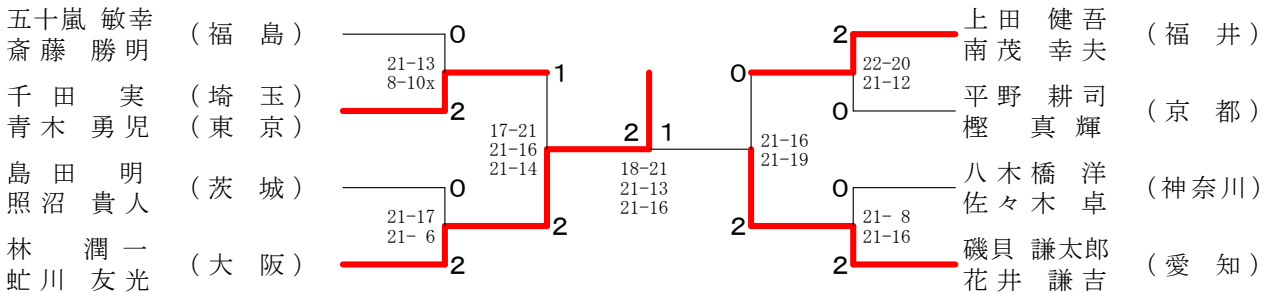 五十嵐 敏幸
斎藤 勝明
(福島)
0
21-13
8-10x
千田 実
(埼玉)
青木 勇児
(東京)
2
1
17-21
21-16
21-14
島田 明
照沼 貴人
(茨城)
0
21-17
21- 6
林 潤一
虻川 友光
(大阪)
2
2
2
1
18-21
21-13
21-16
上田 健吾
南茂 幸夫
(福井)
2
22-20
21-12
平野 耕司
樫 真輝
(京都)
0
0
21-16
21-19
八木橋 洋
佐々木 卓
(神奈川)
0
21- 8
21-16
磯貝 謙太郎
花井 謙吉
(愛知)
2
2